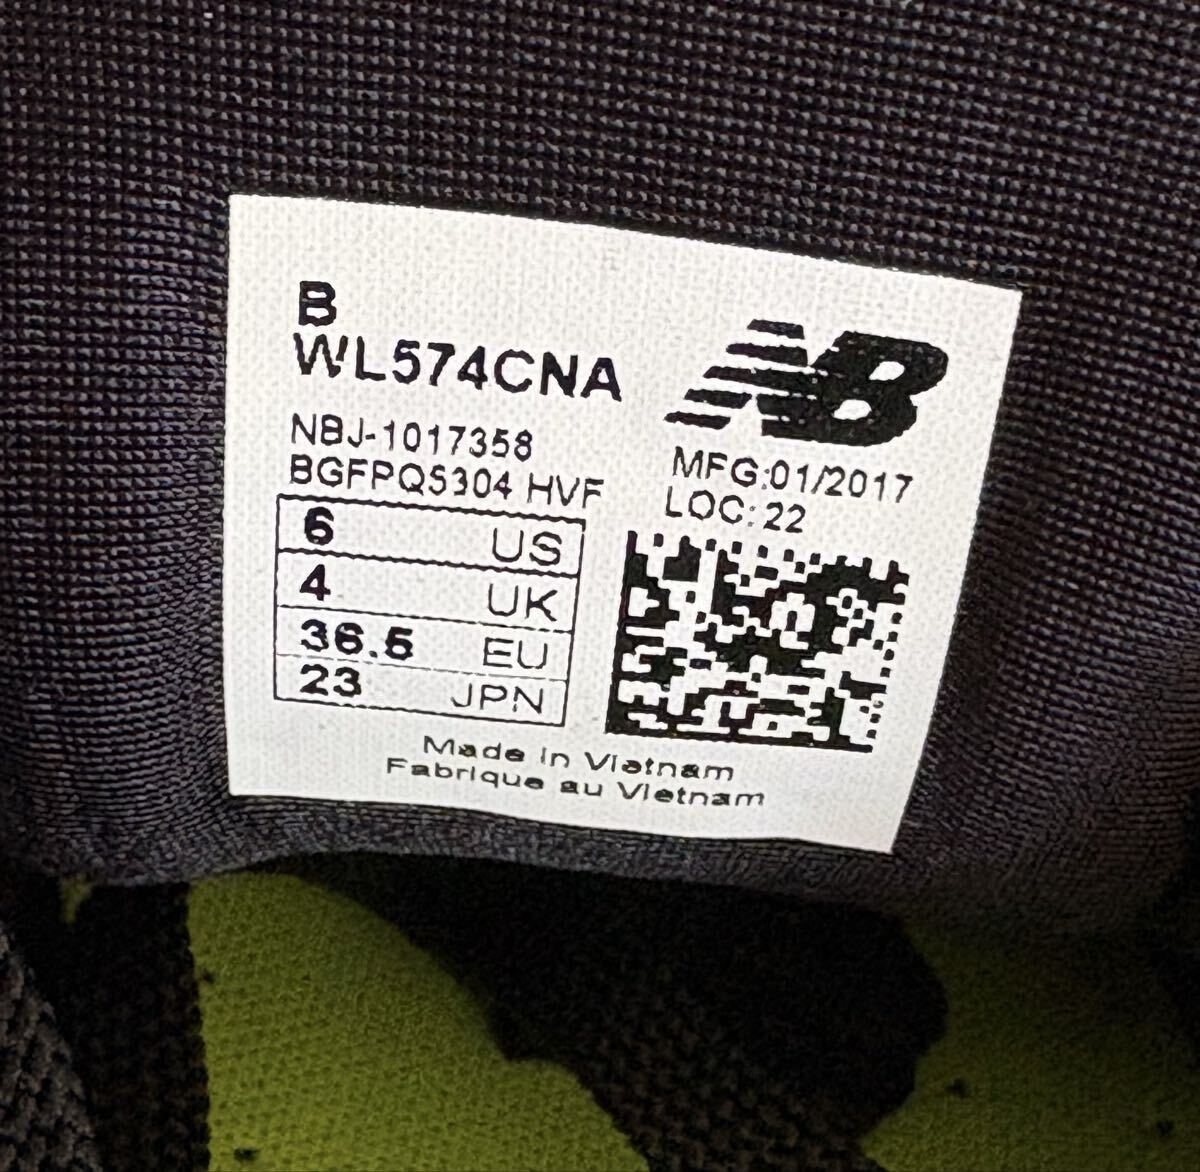 B
WL574CNA
NBJ-1017358
BGFPQ5304 HVF
6 US
4 UK
36.5 EU
23 JPN
NB
MFG:01/2017
LOC:22
Made in Vietnam
Fabrique au Vietnam